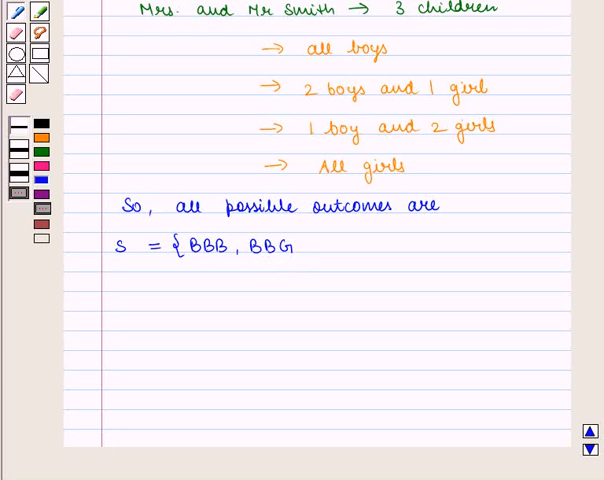 Mrs. and Mr Smith → 3 children
→ all boys
→ 2 boys and 1 girl
→ 1 boy and 2 girls
→ All girls
So, all possible outcomes are
S = {BBB, BBG